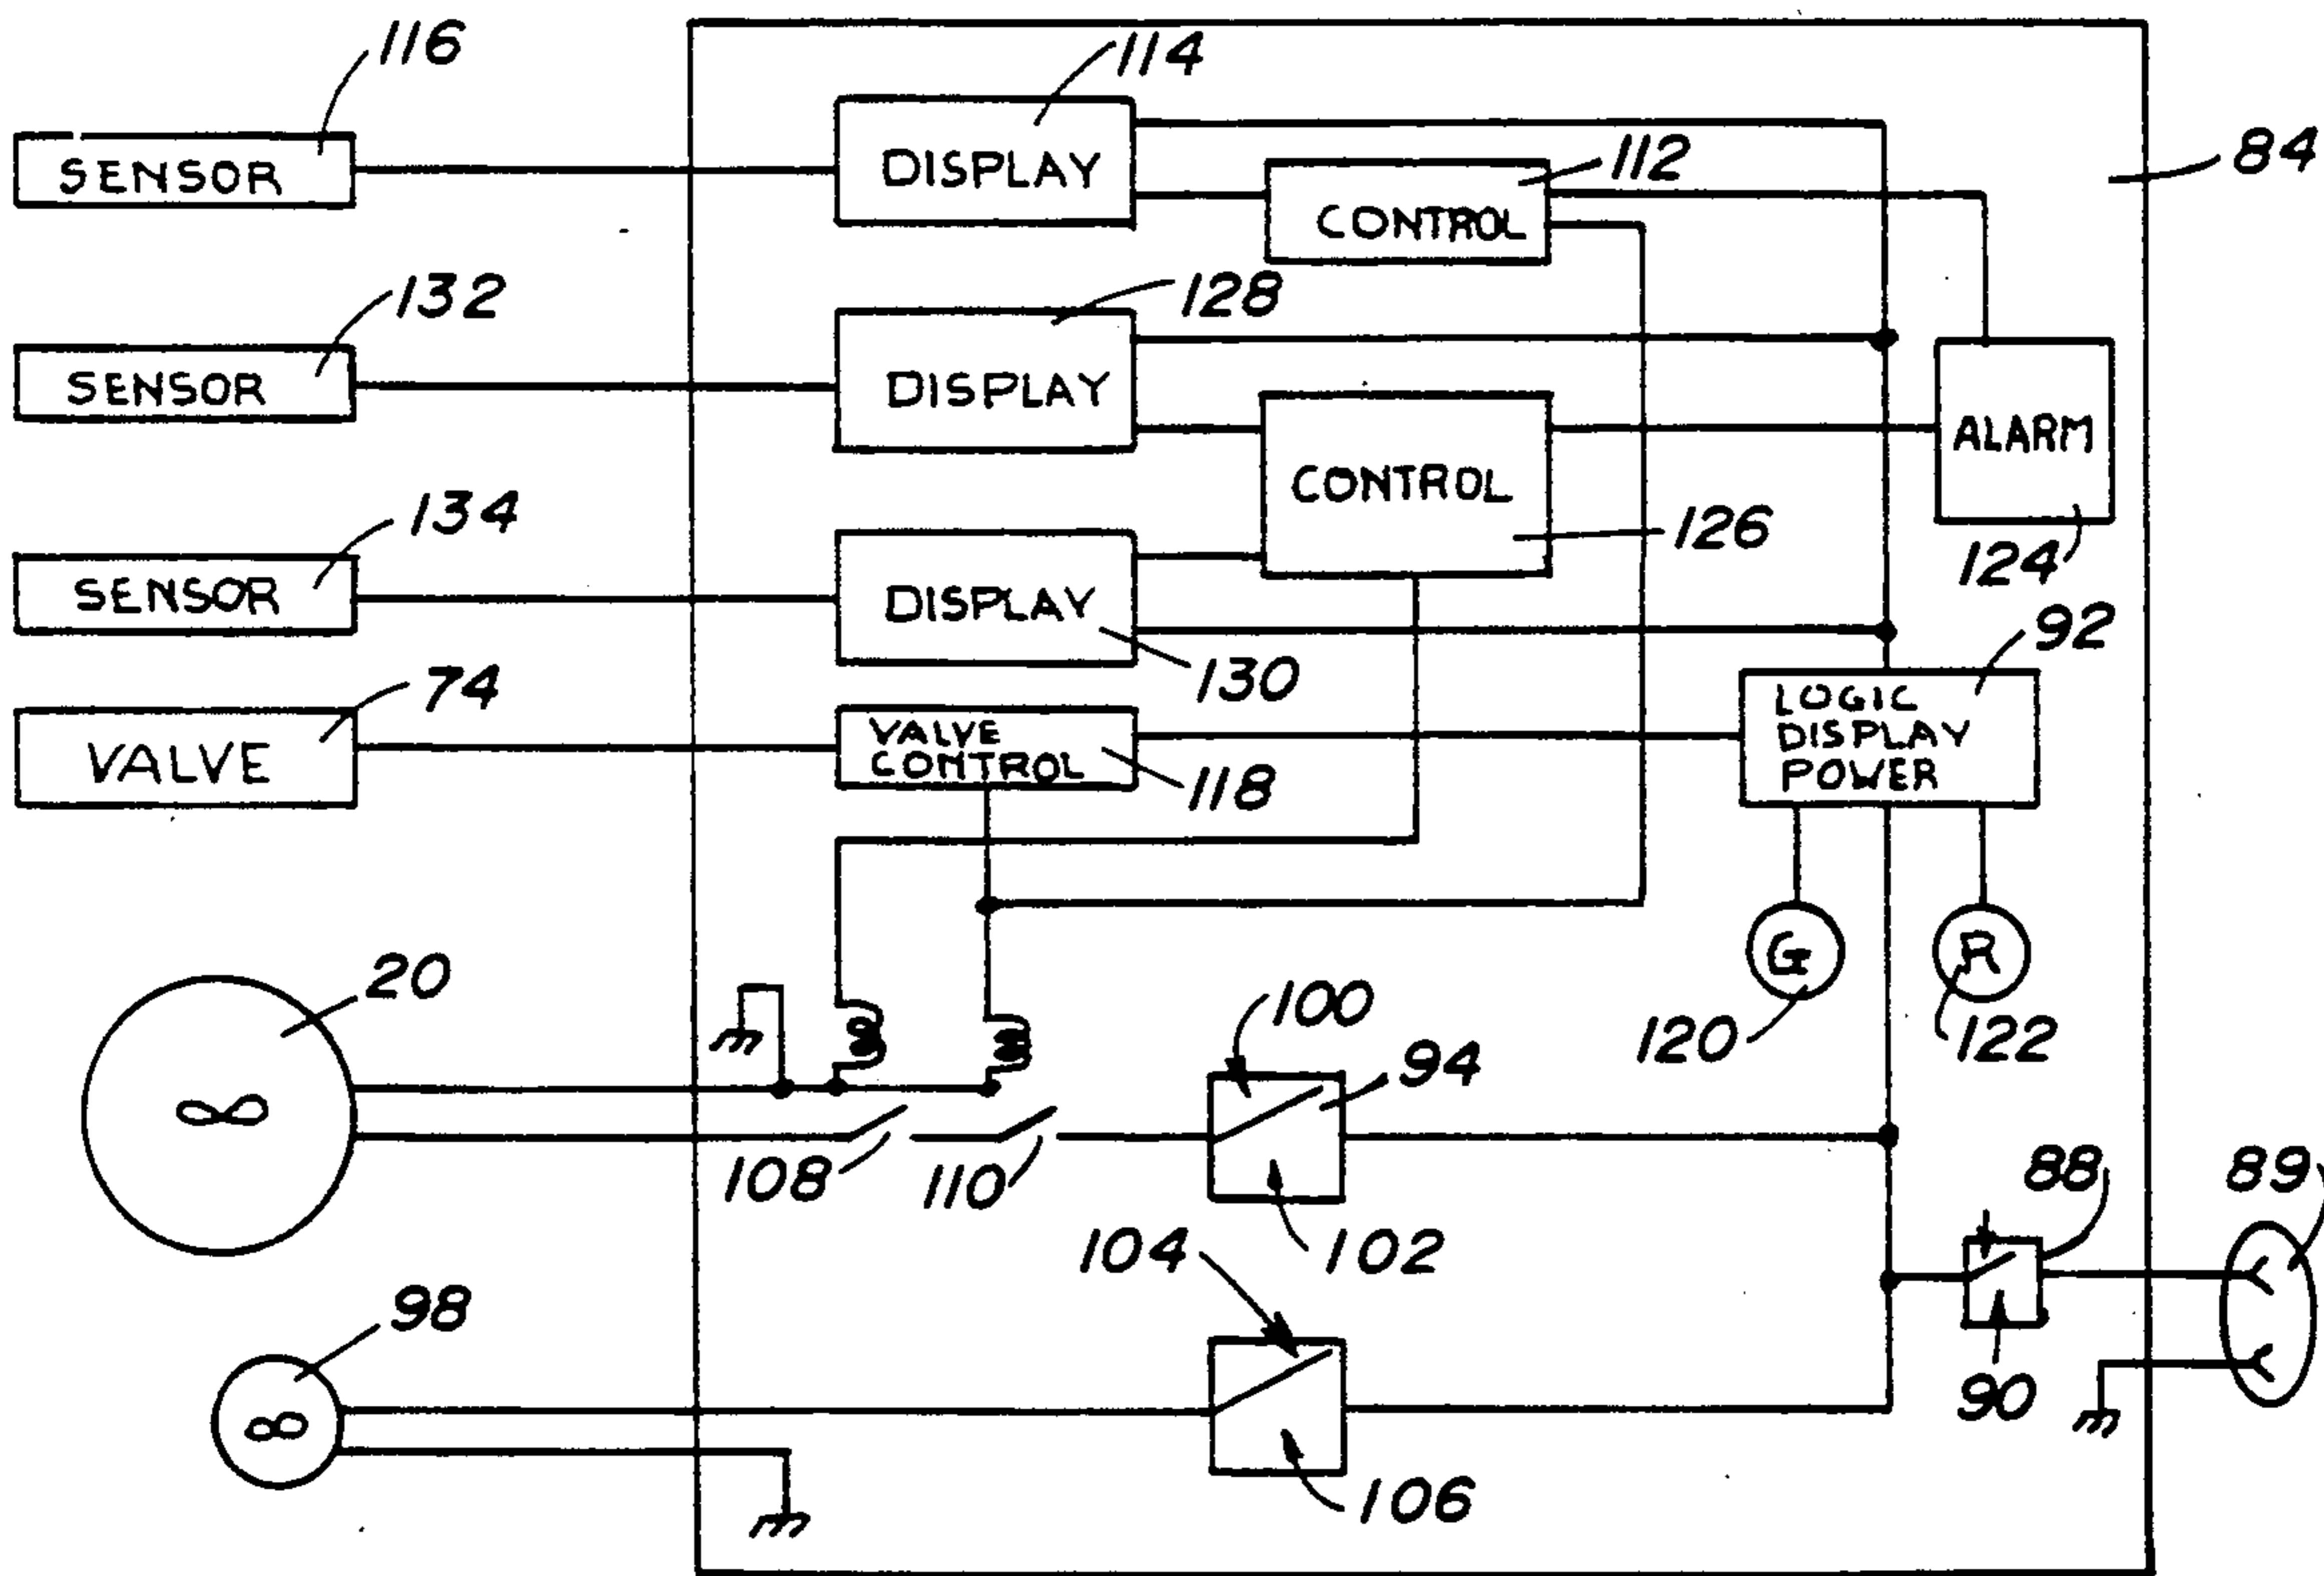 116
114
SENSOR
DISPLAY
112
CONTROL
84
132
128
SENSOR
DISPLAY
ALARM
CONTROL
134
126
124
SENSOR
DISPLAY
130
92
74
LOGIC
DISPLAY
POWER
VALVE
VALVE
CONTROL
118
G
R
20
100
120
122
94
∞
108
110
88
89
102
104
98
90
∞
106